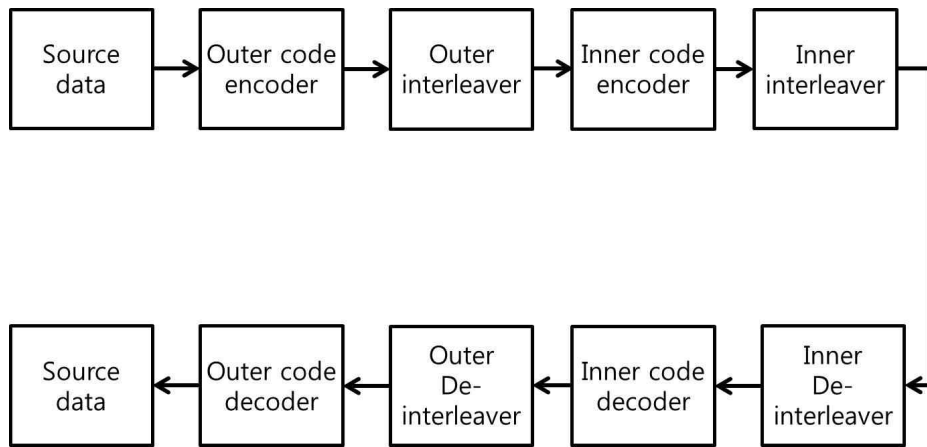 Source
data
Outer code
encoder
Outer
interleaver
Inner code
encoder
Inner
interleaver
Source
data
Outer code
decoder
Outer
De-
interleaver
Inner code
decoder
Inner
De-
interleaver